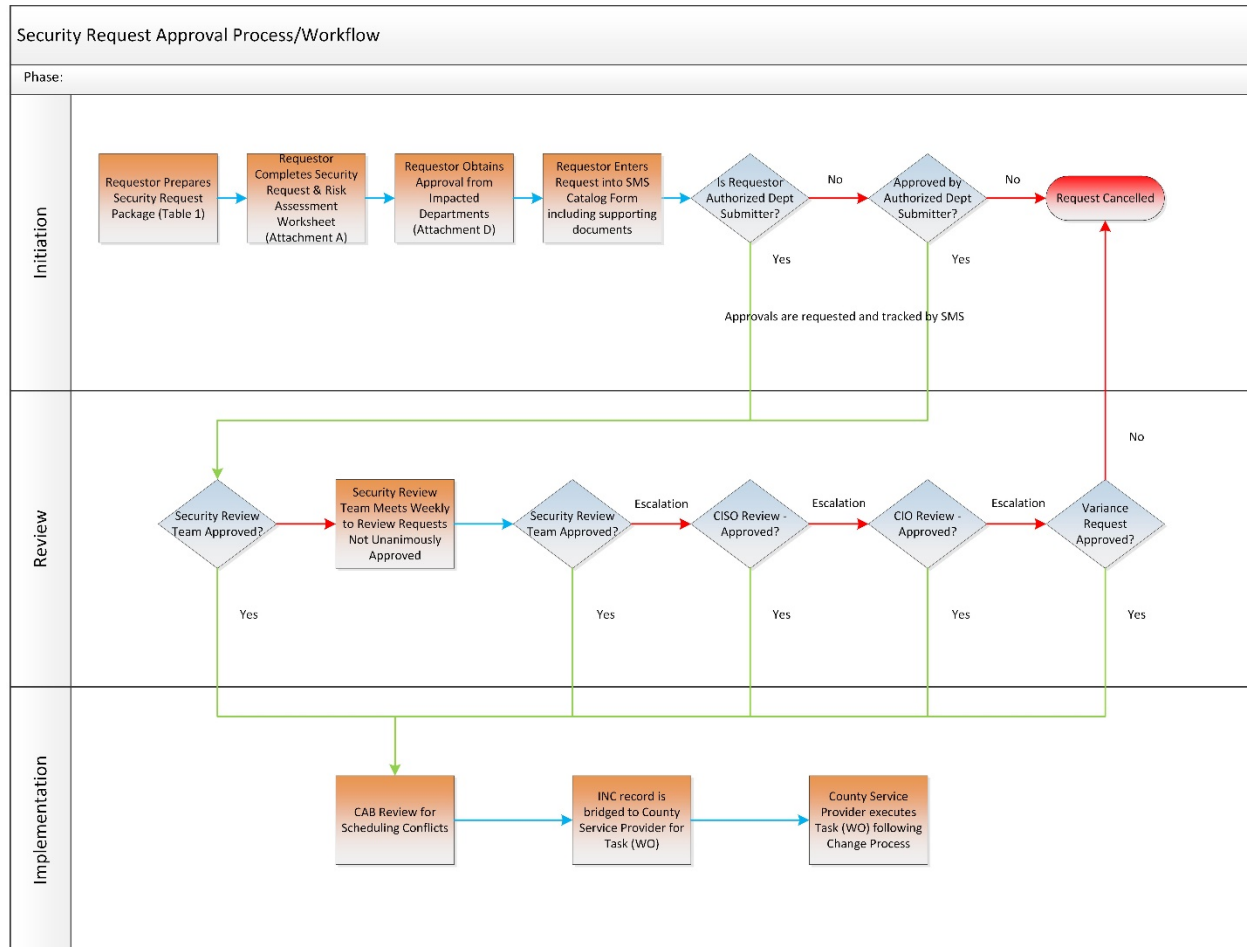 Security Request Approval Process/Workflow
Phase:
Initiation
Requestor Prepares
Security Request
Package (Table 1)
Requestor
Completes Security
Request & Risk
Assessment
Worksheet
(Attachment A)
Requestor Obtains
Approval from
Impacted
Departments
(Attachment D)
Requestor Enters
Request into SMS
Catalog Form
including supporting
documents
Is Requestor
Authorized Dept
Submitter?
No
Approved by
Authorized Dept
Submitter?
No
Request Cancelled
Yes
Yes
Approvals are requested and tracked by SMS
Review
No
Security Review
Team Approved?
Security Review
Team Meets Weekly
to Review Requests
Not Unanimously
Approved
Security Review
Team Approved?
Escalation
CISO Review -
Approved?
Escalation
CIO Review -
Approved?
Escalation
Variance
Request
Approved?
Yes
Yes
Yes
Yes
Yes
Implementation
CAB Review for
Scheduling Conflicts
INC record is
bridged to County
Service Provider for
Task (WO)
County Service
Provider executes
Task (WO) following
Change Process